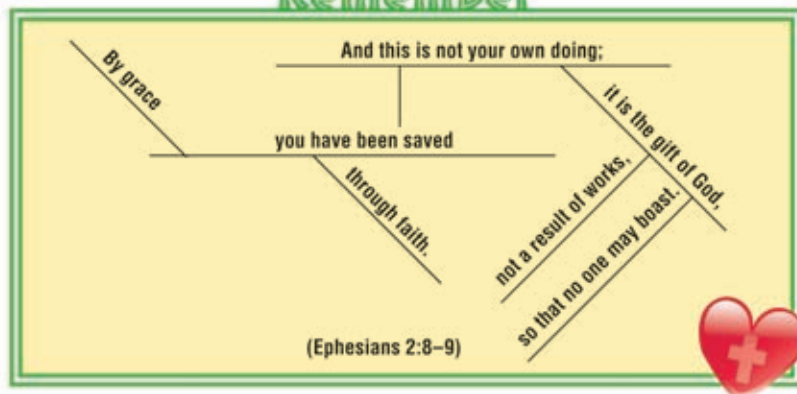 Remember
By grace
you have been saved
through faith.
And this is not your own doing;
it is the gift of God,
not a result of works,
so that no one may boast.
(Ephesians 2:8–9)